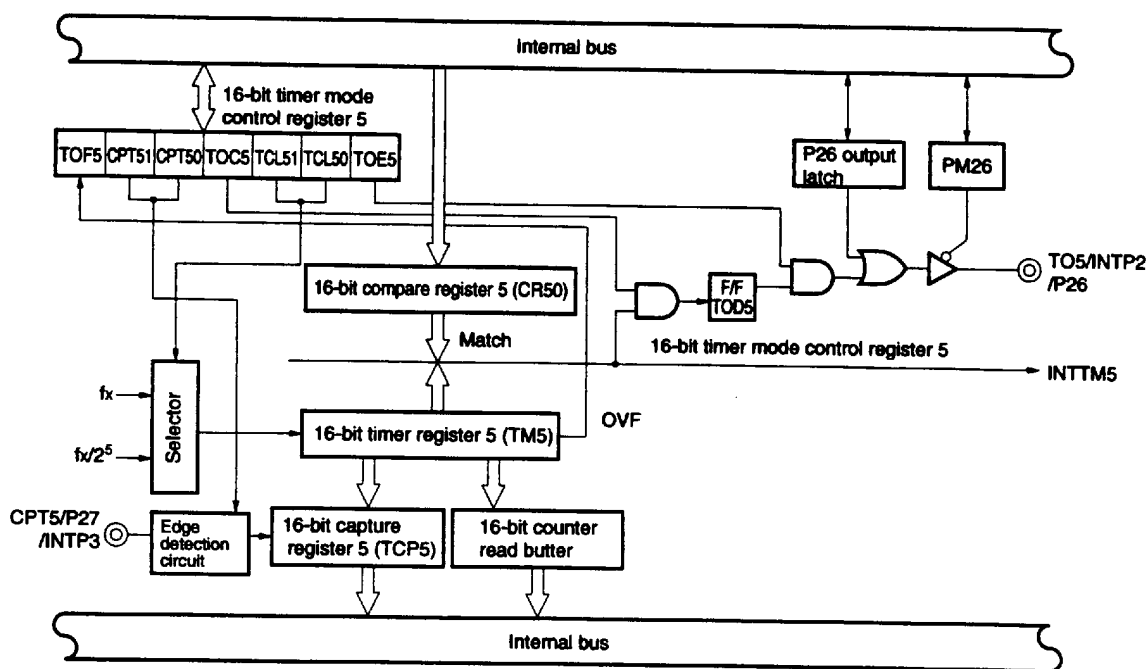 Internal bus
16-bit timer mode
control register 5
TOF5 CPT51 CPT50 TOC5 TCL51 TCL50 TOE5
P26 output
latch
PM26
TO5/INTP2
/P26
16-bit compare register 5 (CR50)
F/F
TOD5
Match
16-bit timer mode control register 5
INTTM5
fx
Selector
fx/2⁵
16-bit timer register 5 (TM5)
OVF
CPT5/P27
/INTP3
Edge
detection
circuit
16-bit capture
register 5 (TCP5)
16-bit counter
read butter
Internal bus